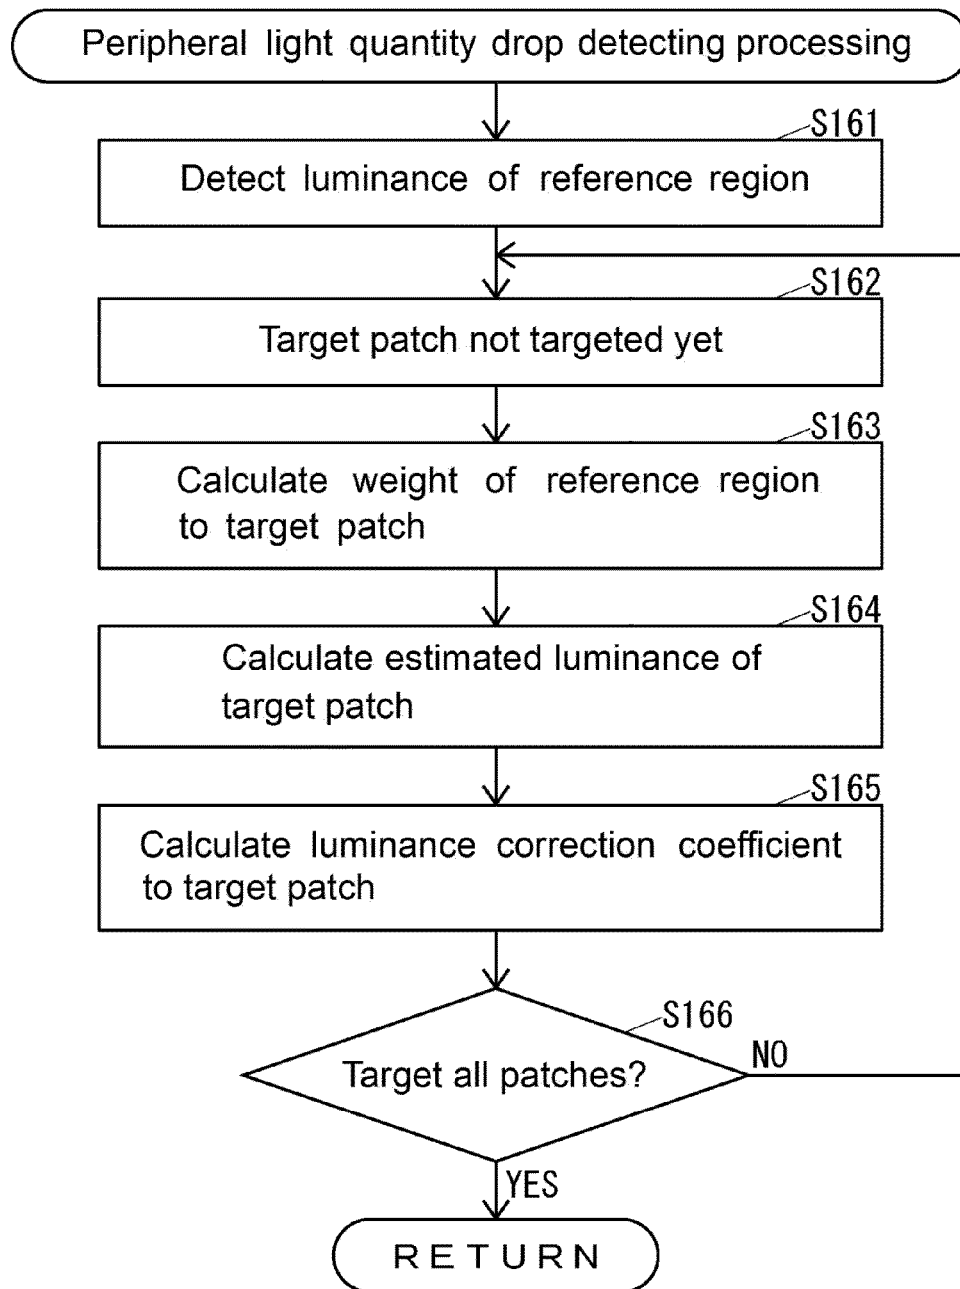 Peripheral light quantity drop detecting processing
S161
Detect luminance of reference region
S162
Target patch not targeted yet
S163
Calculate weight of reference region
to target patch
S164
Calculate estimated luminance of
target patch
S165
Calculate luminance correction coefficient
to target patch
S166
Target all patches?
NO
YES
RETURN